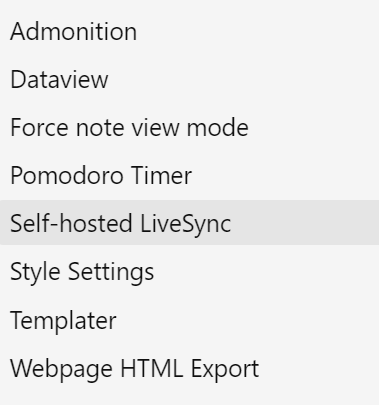 Admonition
Dataview
Force note view mode
Pomodoro Timer
Self-hosted LiveSync
Style Settings
Templater
Webpage HTML Export